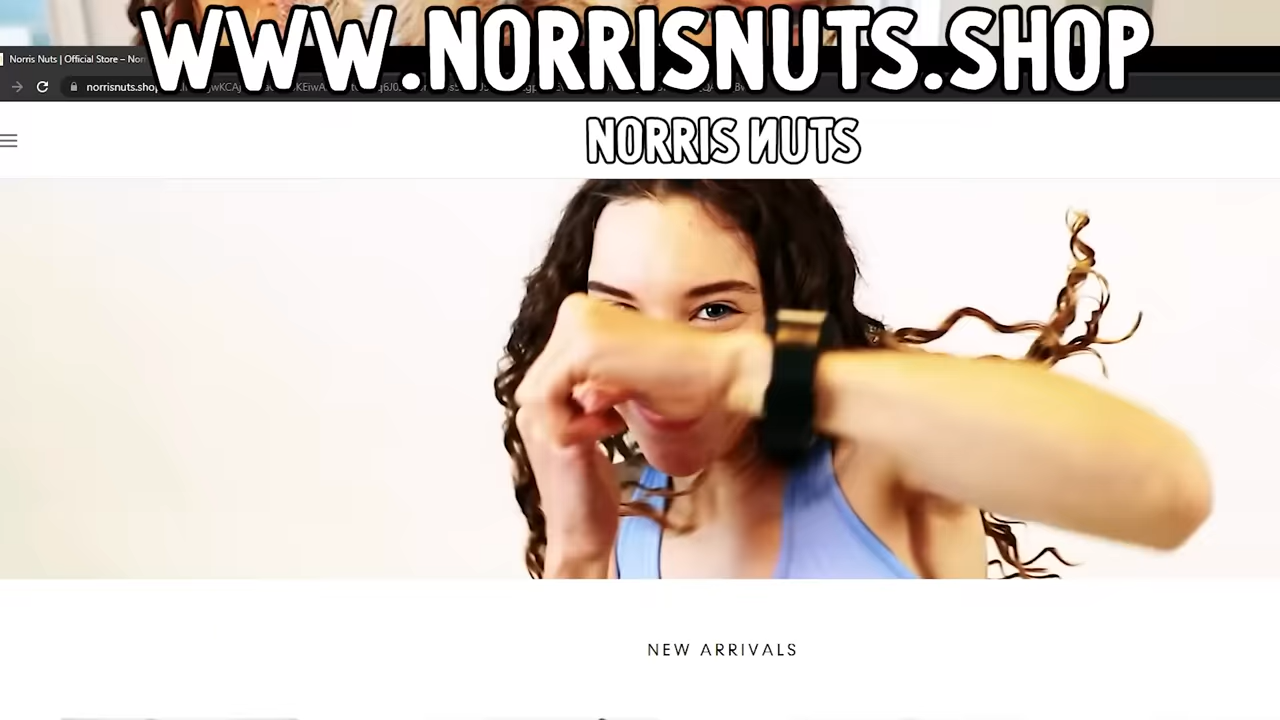 WWW.NORRISNUTS.SHOP
Norris Nuts | Official Store – Nor
norrisnuts.shop
NORRIS NUTS
NEW ARRIVALS